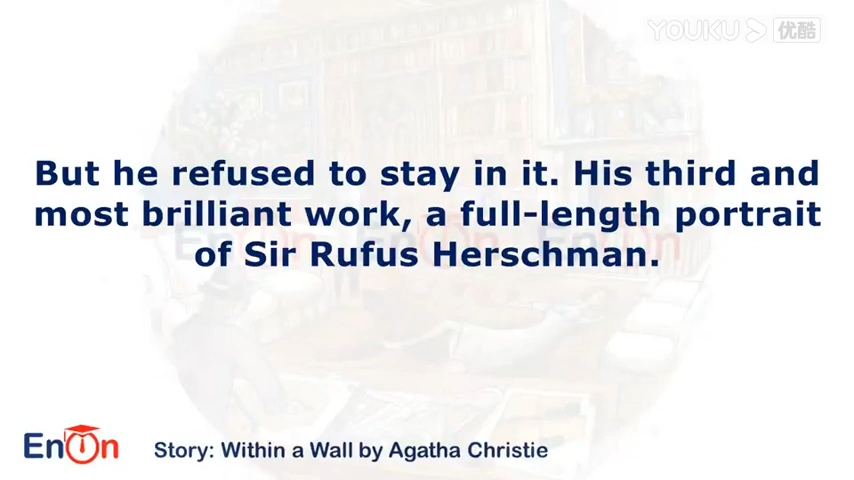 YOUKU 优酷
But he refused to stay in it. His third and
most brilliant work, a full-length portrait
of Sir Rufus Herschman.
EnOn
Story: Within a Wall by Agatha Christie